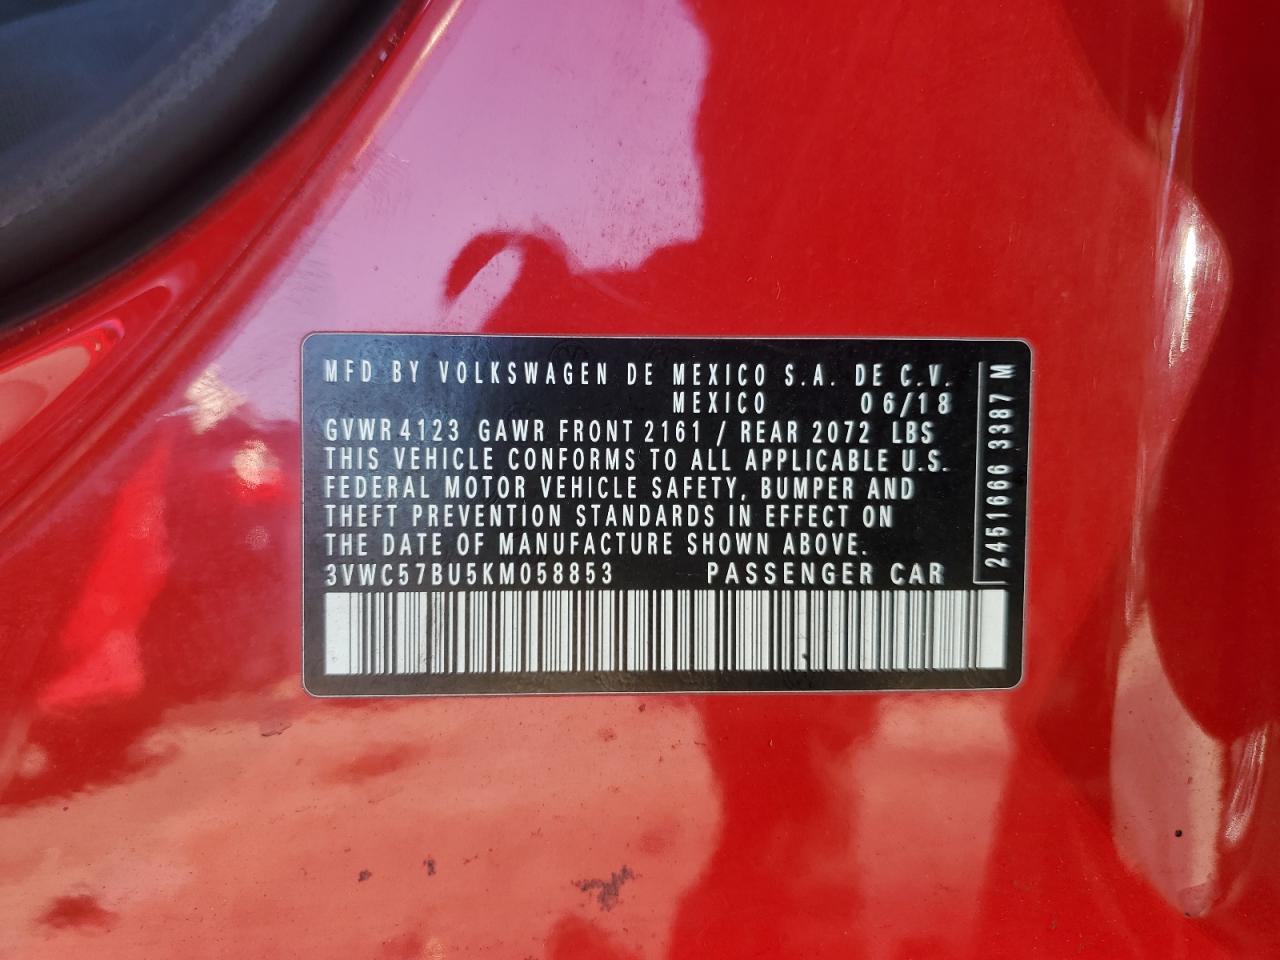 MFD BY VOLKSWAGEN DE MEXICO S.A. DE C.V.
MEXICO 06/18
GVWR 4123 GAWR FRONT 2161 / REAR 2072 LBS
THIS VEHICLE CONFORMS TO ALL APPLICABLE U.S.
FEDERAL MOTOR VEHICLE SAFETY, BUMPER AND
THEFT PREVENTION STANDARDS IN EFFECT ON
THE DATE OF MANUFACTURE SHOWN ABOVE.
3VWC57BU5KM058853 PASSENGER CAR
2451666 3387 M